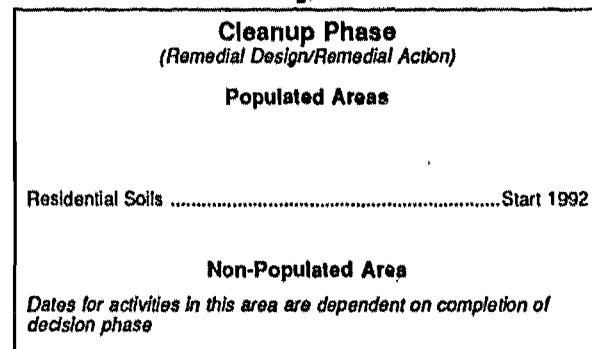 Cleanup Phase
(Remedial Design/Remedial Action)
Populated Areas
Residential Soils ................................................................Start 1992
Non-Populated Area
Dates for activities in this area are dependent on completion of
decision phase